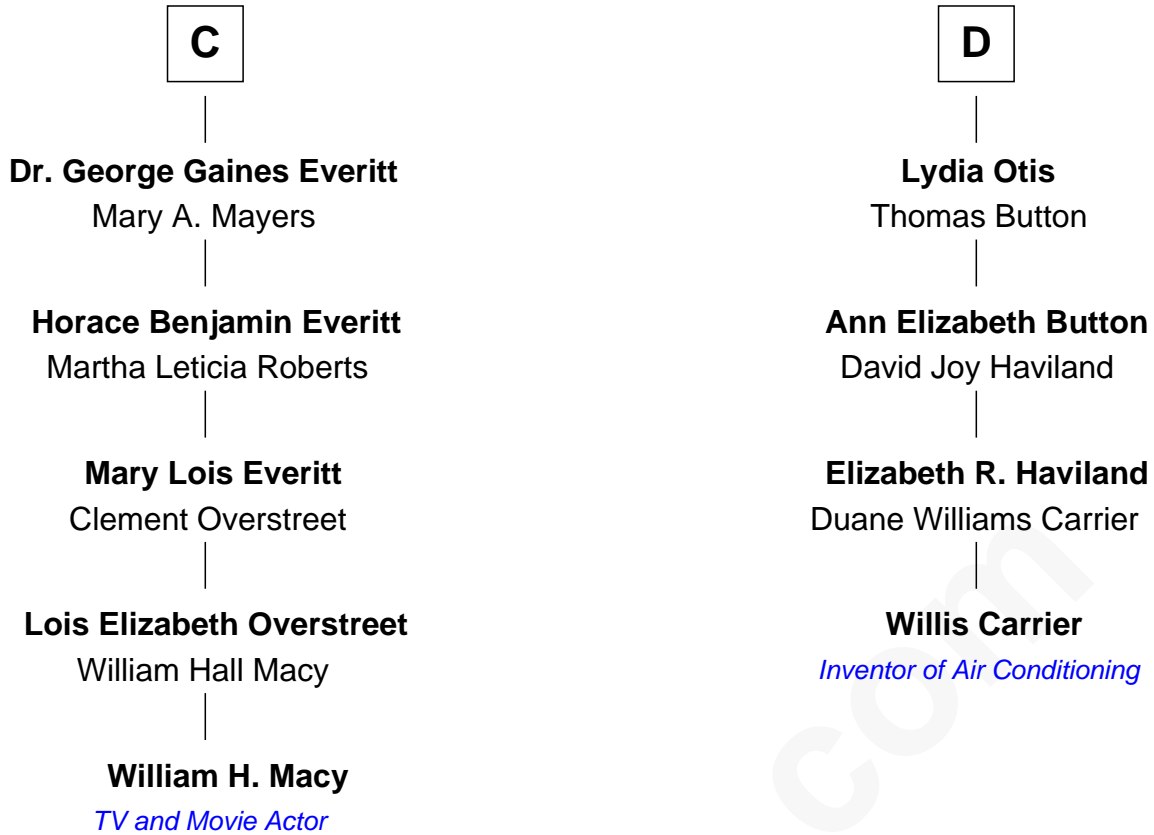 C
Dr. George Gaines Everitt
Mary A. Mayers
Horace Benjamin Everitt
Martha Leticia Roberts
Mary Lois Everitt
Clement Overstreet
Lois Elizabeth Overstreet
William Hall Macy
William H. Macy
TV and Movie Actor
D
Lydia Otis
Thomas Button
Ann Elizabeth Button
David Joy Haviland
Elizabeth R. Haviland
Duane Williams Carrier
Willis Carrier
Inventor of Air Conditioning
com